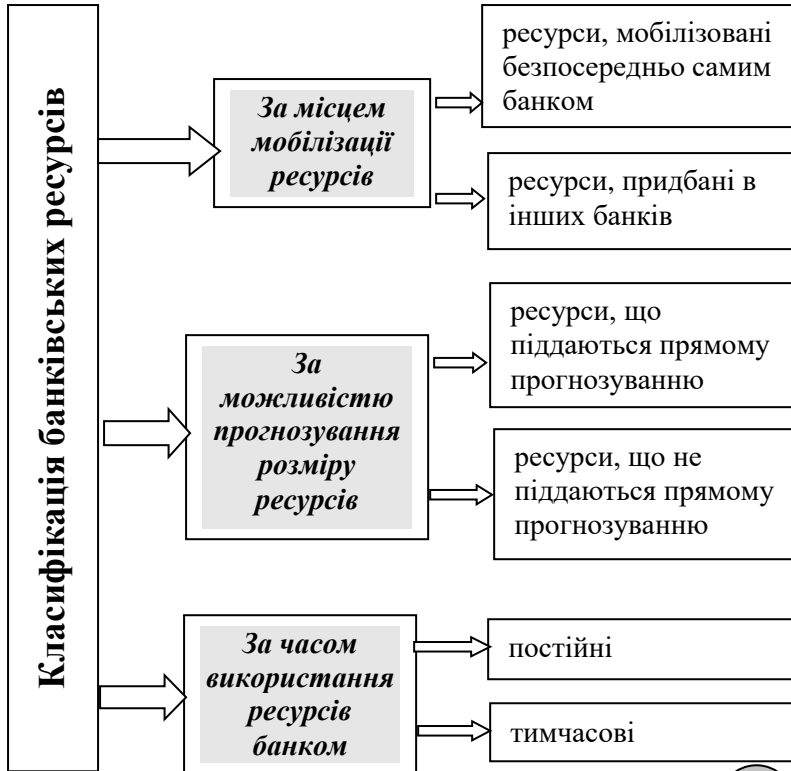 Класифікація банківських ресурсів
За місцем
мобілізації
ресурсів
ресурси, мобілізовані
безпосередньо самим
банком
ресурси, придбані в
інших банків
За
можливістю
прогнозування
розміру
ресурсів
ресурси, що
піддаються прямому
прогнозуванню
ресурси, що не
піддаються прямому
прогнозуванню
За часом
використання
ресурсів
банком
постійні
тимчасові